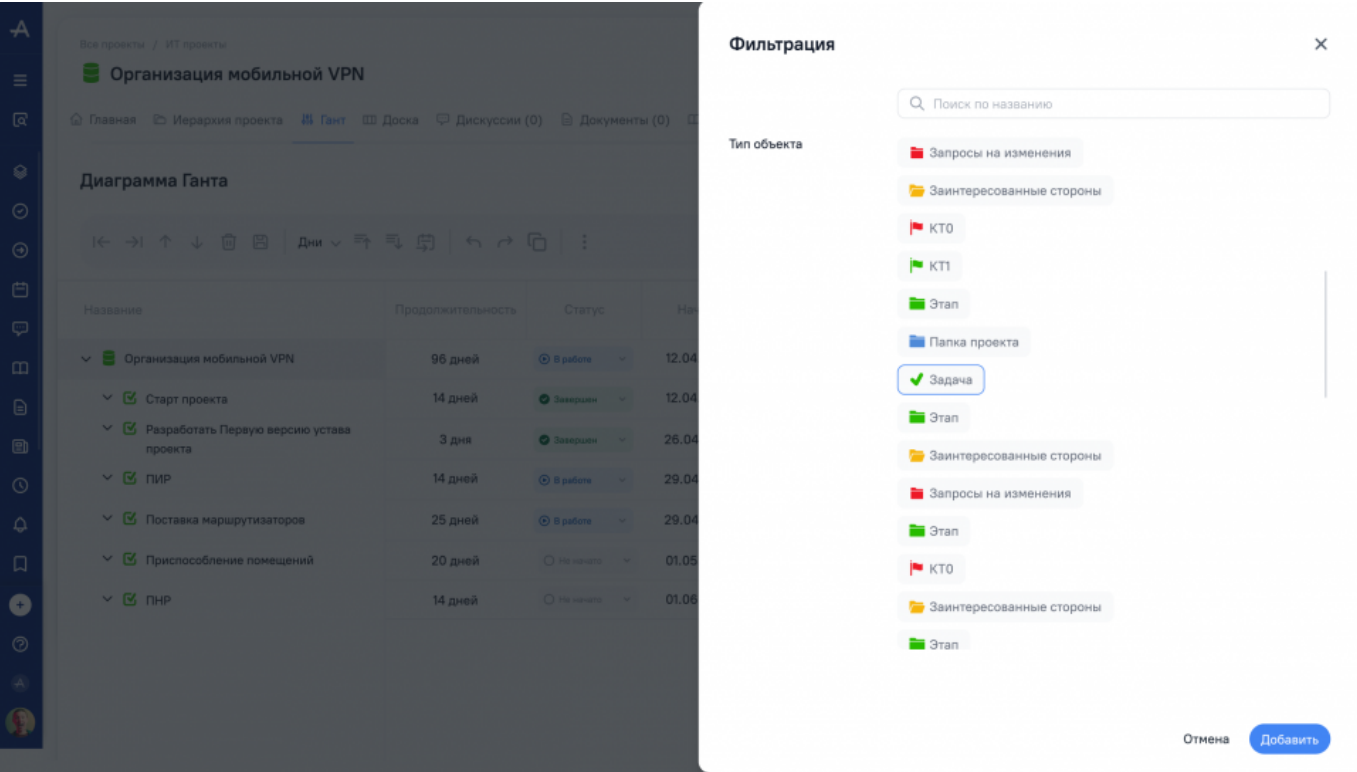 Все проекты / ИТ проекты
Организация мобильной VPN
Главная Иерархия проекта Гант Доска Дискуссии (0) Документы (0)
Диаграмма Ганта
Дни
Название Продолжительность Статус Нач
Организация мобильной VPN 96 дней В работе 12.04
Старт проекта 14 дней Завершен 12.04
Разработать Первую версию устава
проекта 3 дня Завершен 26.04
ПИР 14 дней В работе 29.04
Поставка маршрутизаторов 25 дней В работе 29.04
Приспособление помещений 20 дней Не начато 01.05
ПНР 14 дней Не начато 01.06
Фильтрация
Поиск по названию
Тип объекта
Запросы на изменения
Заинтересованные стороны
КТ0
КТ1
Этап
Папка проекта
Задача
Этап
Заинтересованные стороны
Запросы на изменения
Этап
КТ0
Заинтересованные стороны
Этап
Отмена Добавить